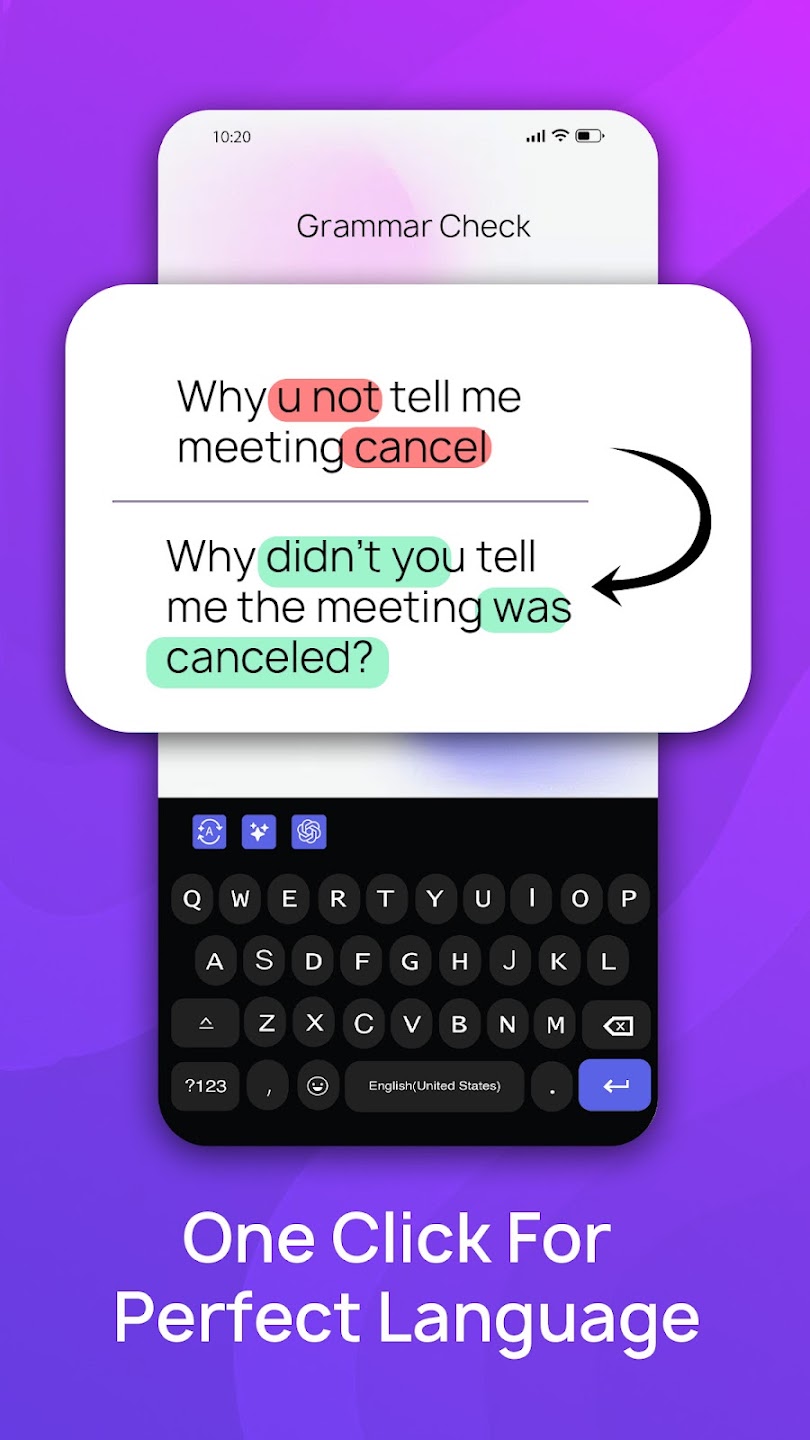 10:20
Grammar Check
Why u not tell me
meeting cancel
Why didn’t you tell
me the meeting was
canceled?
A
Q W E R T Y U I O P
A S D F G H J K L
Z X C V B N M
?123 , English(United States) .
One Click For
Perfect Language